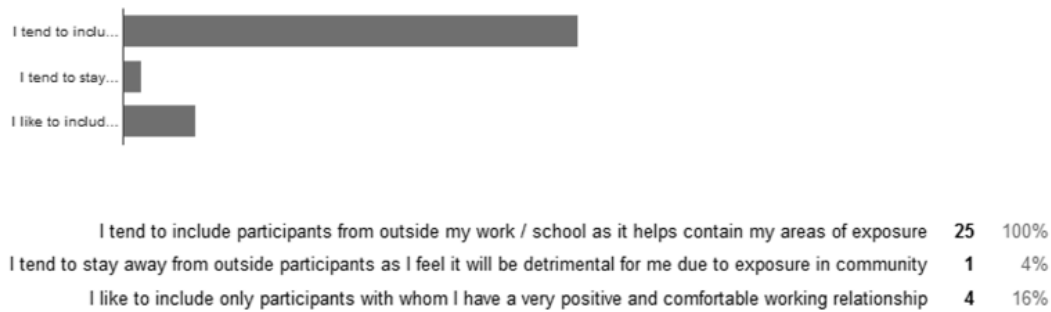 I tend to inclu...
I tend to stay...
I like to includ...
I tend to include participants from outside my work / school as it helps contain my areas of exposure 25 100%
I tend to stay away from outside participants as I feel it will be detrimental for me due to exposure in community 1 4%
I like to include only participants with whom I have a very positive and comfortable working relationship 4 16%